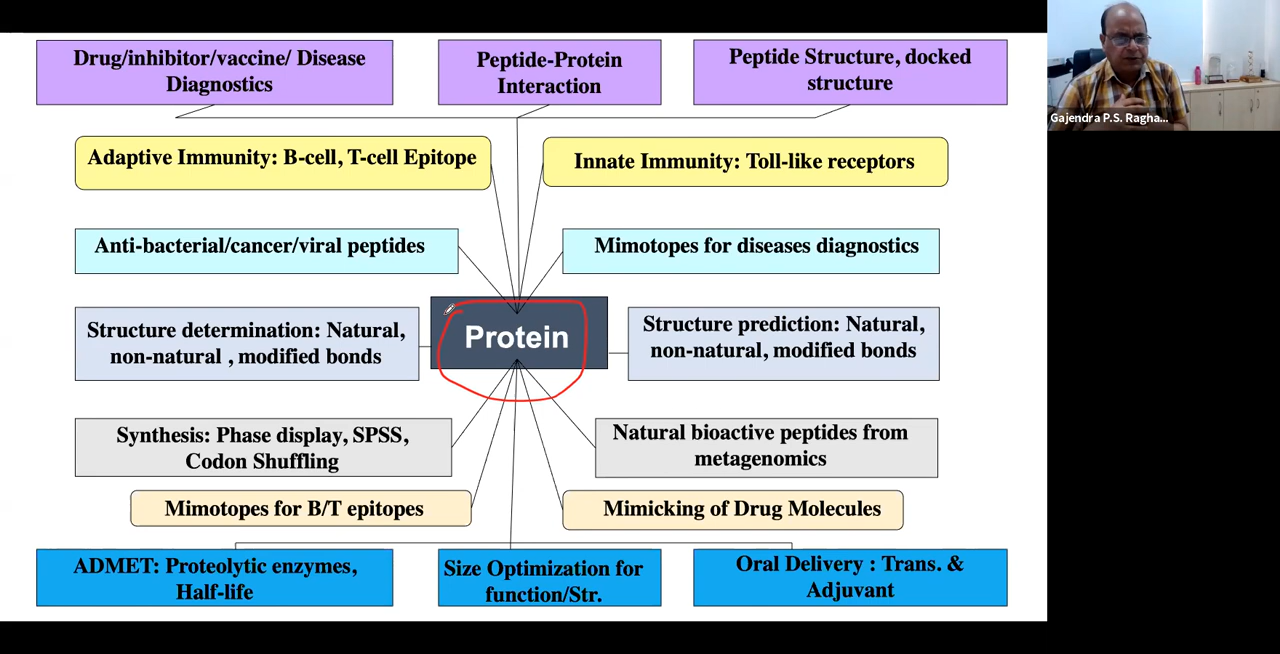 Drug/inhibitor/vaccine/ Disease
Diagnostics
Peptide-Protein
Interaction
Peptide Structure, docked
structure
Gajendra P.S. Ragha...
Adaptive Immunity: B-cell, T-cell Epitope
Innate Immunity: Toll-like receptors
Anti-bacterial/cancer/viral peptides
Mimotopes for diseases diagnostics
Structure determination: Natural,
non-natural , modified bonds
Protein
Structure prediction: Natural,
non-natural, modified bonds
Synthesis: Phase display, SPSS,
Codon Shuffling
Natural bioactive peptides from
metagenomics
Mimotopes for B/T epitopes
Mimicking of Drug Molecules
ADMET: Proteolytic enzymes,
Half-life
Size Optimization for
function/Str.
Oral Delivery : Trans. &
Adjuvant